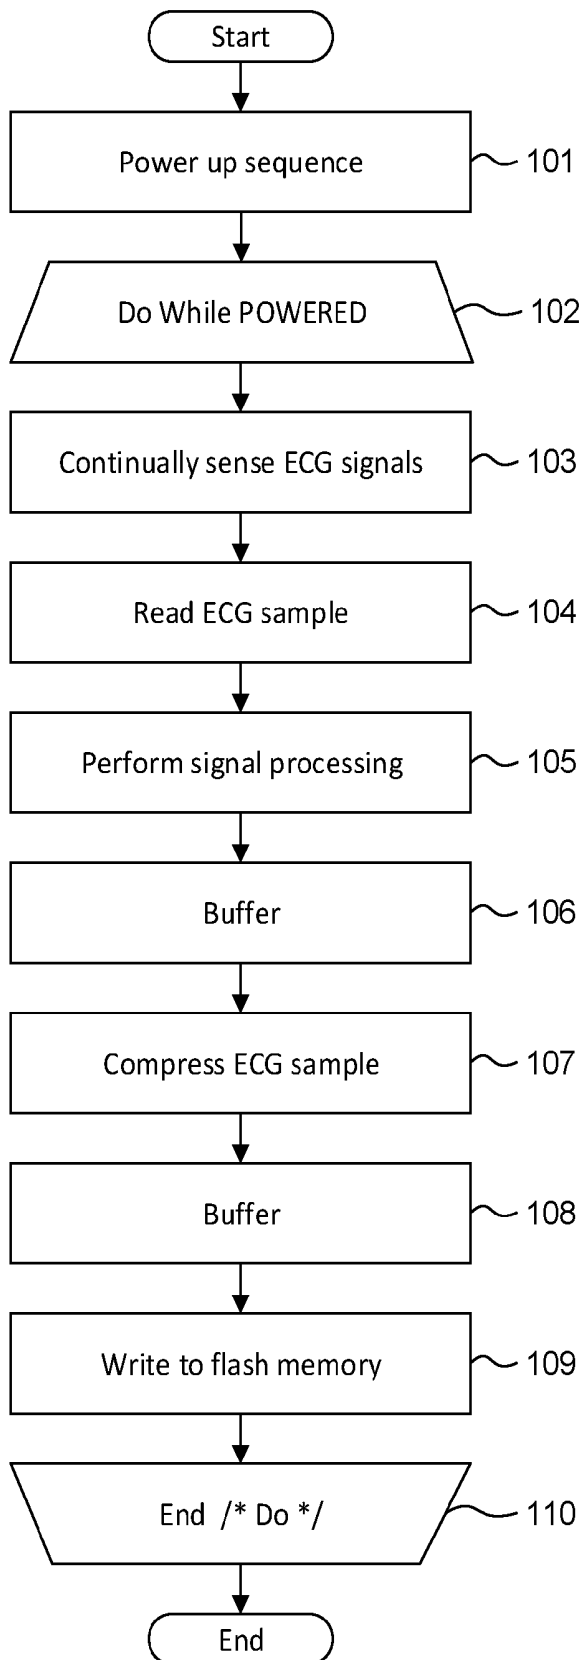 Start
Power up sequence 101
Do While POWERED 102
Continually sense ECG signals 103
Read ECG sample 104
Perform signal processing 105
Buffer 106
Compress ECG sample 107
Buffer 108
Write to flash memory 109
End /* Do */ 110
End